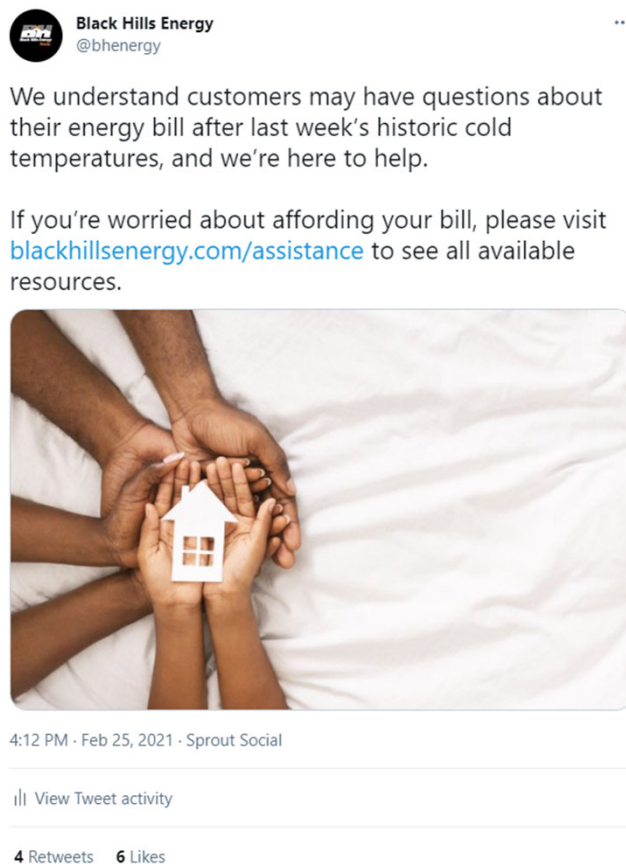 Black Hills Energy
@bhenergy
We understand customers may have questions about
their energy bill after last week's historic cold
temperatures, and we're here to help.
If you're worried about affording your bill, please visit
blackhillsenergy.com/assistance to see all available
resources.
4:12 PM · Feb 25, 2021 · Sprout Social
View Tweet activity
4 Retweets 6 Likes